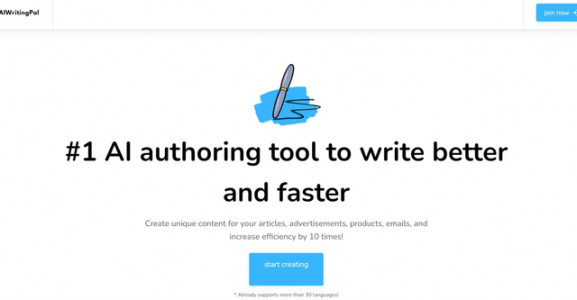 AIWritingPal
join now
#1 AI authoring tool to write better
and faster
Create unique content for your articles, advertisements, products, emails, and
increase efficiency by 10 times!
start creating
* Already supports more than 30 languages!